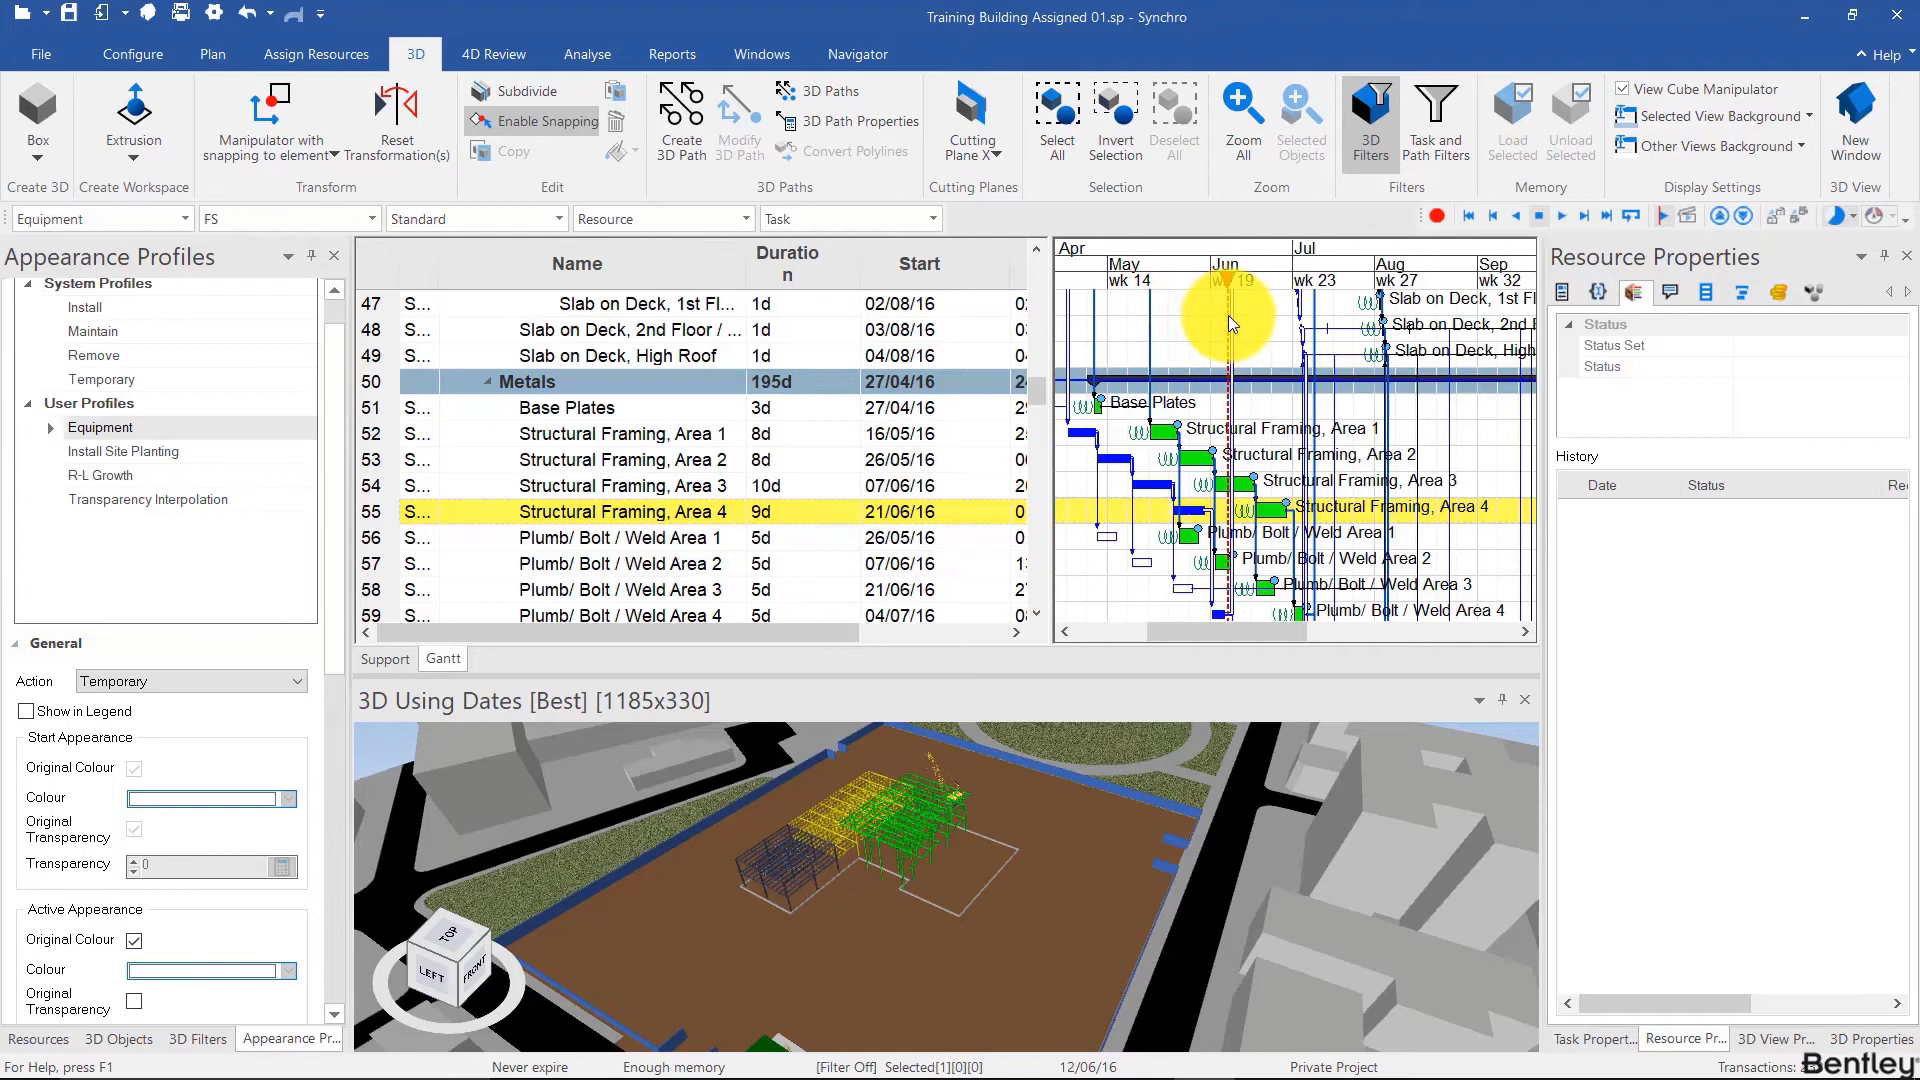 Training Building Assigned 01.sp - Synchro
File Configure Plan Assign Resources 3D 4D Review Analyse Reports Windows Navigator Help
Box
Create 3D
Extrusion
Create Workspace
Manipulator with
snapping to element
Reset
Transformation(s)
Transform
Subdivide
Enable Snapping
Copy
Edit
Create
3D Path
Modify
3D Path
3D Paths
3D Path Properties
Convert Polylines
3D Paths
Cutting
Plane X
Cutting Planes
Select
All
Invert
Selection
Deselect
All
Selection
Zoom
All
Selected
Objects
Zoom
3D
Filters
Task and
Path Filters
Filters
Load
Selected
Unload
Selected
Memory
View Cube Manipulator
Selected View Background
Other Views Background
Display Settings
New
Window
3D View
Equipment FS Standard Resource Task
Appearance Profiles
System Profiles
Install
Maintain
Remove
Temporary
User Profiles
Equipment
Install Site Planting
R-L Growth
Transparency Interpolation
General
Action Temporary
Show in Legend
Start Appearance
Original Colour
Colour
Original
Transparency
Transparency 0
Active Appearance
Original Colour
Colour
Original
Transparency
Resources 3D Objects 3D Filters Appearance Pr...
Name Duratio
n Start
47 S... Slab on Deck, 1st Fl... 1d 02/08/16 02
48 S... Slab on Deck, 2nd Floor / ... 1d 03/08/16
49 S... Slab on Deck, High Roof 1d 04/08/16
50 Metals 195d 27/04/16
51 S... Base Plates 3d 27/04/16
52 S... Structural Framing, Area 1 8d 16/05/16
53 S... Structural Framing, Area 2 8d 26/05/16
54 S... Structural Framing, Area 3 10d 07/06/16
55 S... Structural Framing, Area 4 9d 21/06/16 0
56 S... Plumb/ Bolt / Weld Area 1 5d 26/05/16 0
57 S... Plumb/ Bolt / Weld Area 2 5d 07/06/16
58 S... Plumb/ Bolt / Weld Area 3 5d 21/06/16
59 S... Plumb/ Bolt / Weld Area 4 5d 04/07/16
Support Gantt
Apr Jul
May Jun Aug Sep
wk 14 wk 19 wk 23 wk 27 wk 32
Slab on Deck, 1st Fl
Slab on Deck, 2nd F
Slab on Deck, High
Base Plates
Structural Framing, Area 1
Structural Framing, Area 2
Structural Framing, Area 3
Structural Framing, Area 4
Plumb/ Bolt / Weld Area 1
Plumb/ Bolt / Weld Area 2
Plumb/ Bolt / Weld Area 3
Plumb/ Bolt / Weld Area 4
3D Using Dates [Best] [1185x330]
TOP
LEFT FRONT
Resource Properties
Status
Status Set
Status
History
Date Status
Task Propert... Resource Pr... 3D View Pr... 3D Properties
For Help, press F1 Never expire Enough memory [Filter Off] Selected[1][0][0] 12/06/16 Private Project Transactions:
Bentley